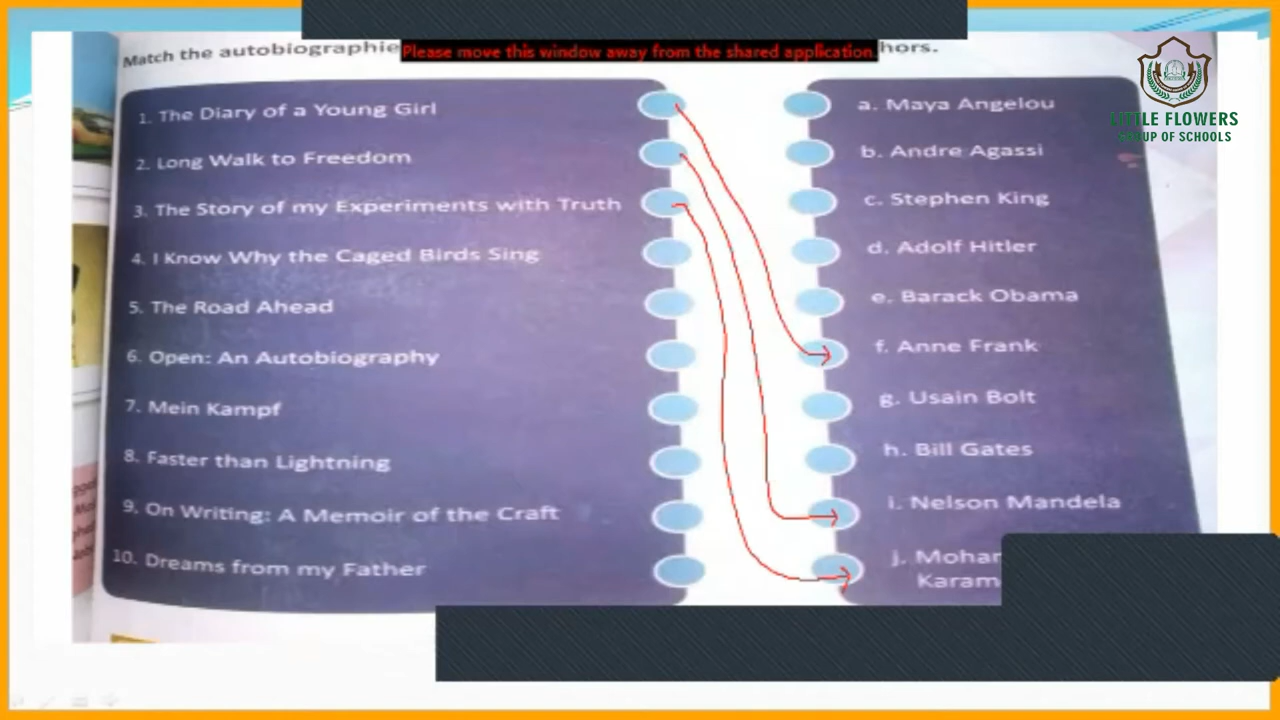 Match the autobiographie
Please move this window away from the shared application.
hors.
LITTLE FLOWERS
GROUP OF SCHOOLS
1. The Diary of a Young Girl
2. Long Walk to Freedom
3. The Story of my Experiments with Truth
4. I Know Why the Caged Birds Sing
5. The Road Ahead
6. Open: An Autobiography
7. Mein Kampf
8. Faster than Lightning
9. On Writing: A Memoir of the Craft
10. Dreams from my Father
a. Maya Angelou
b. Andre Agassi
c. Stephen King
d. Adolf Hitler
e. Barack Obama
f. Anne Frank
g. Usain Bolt
h. Bill Gates
i. Nelson Mandela
j. Mohan
Karam